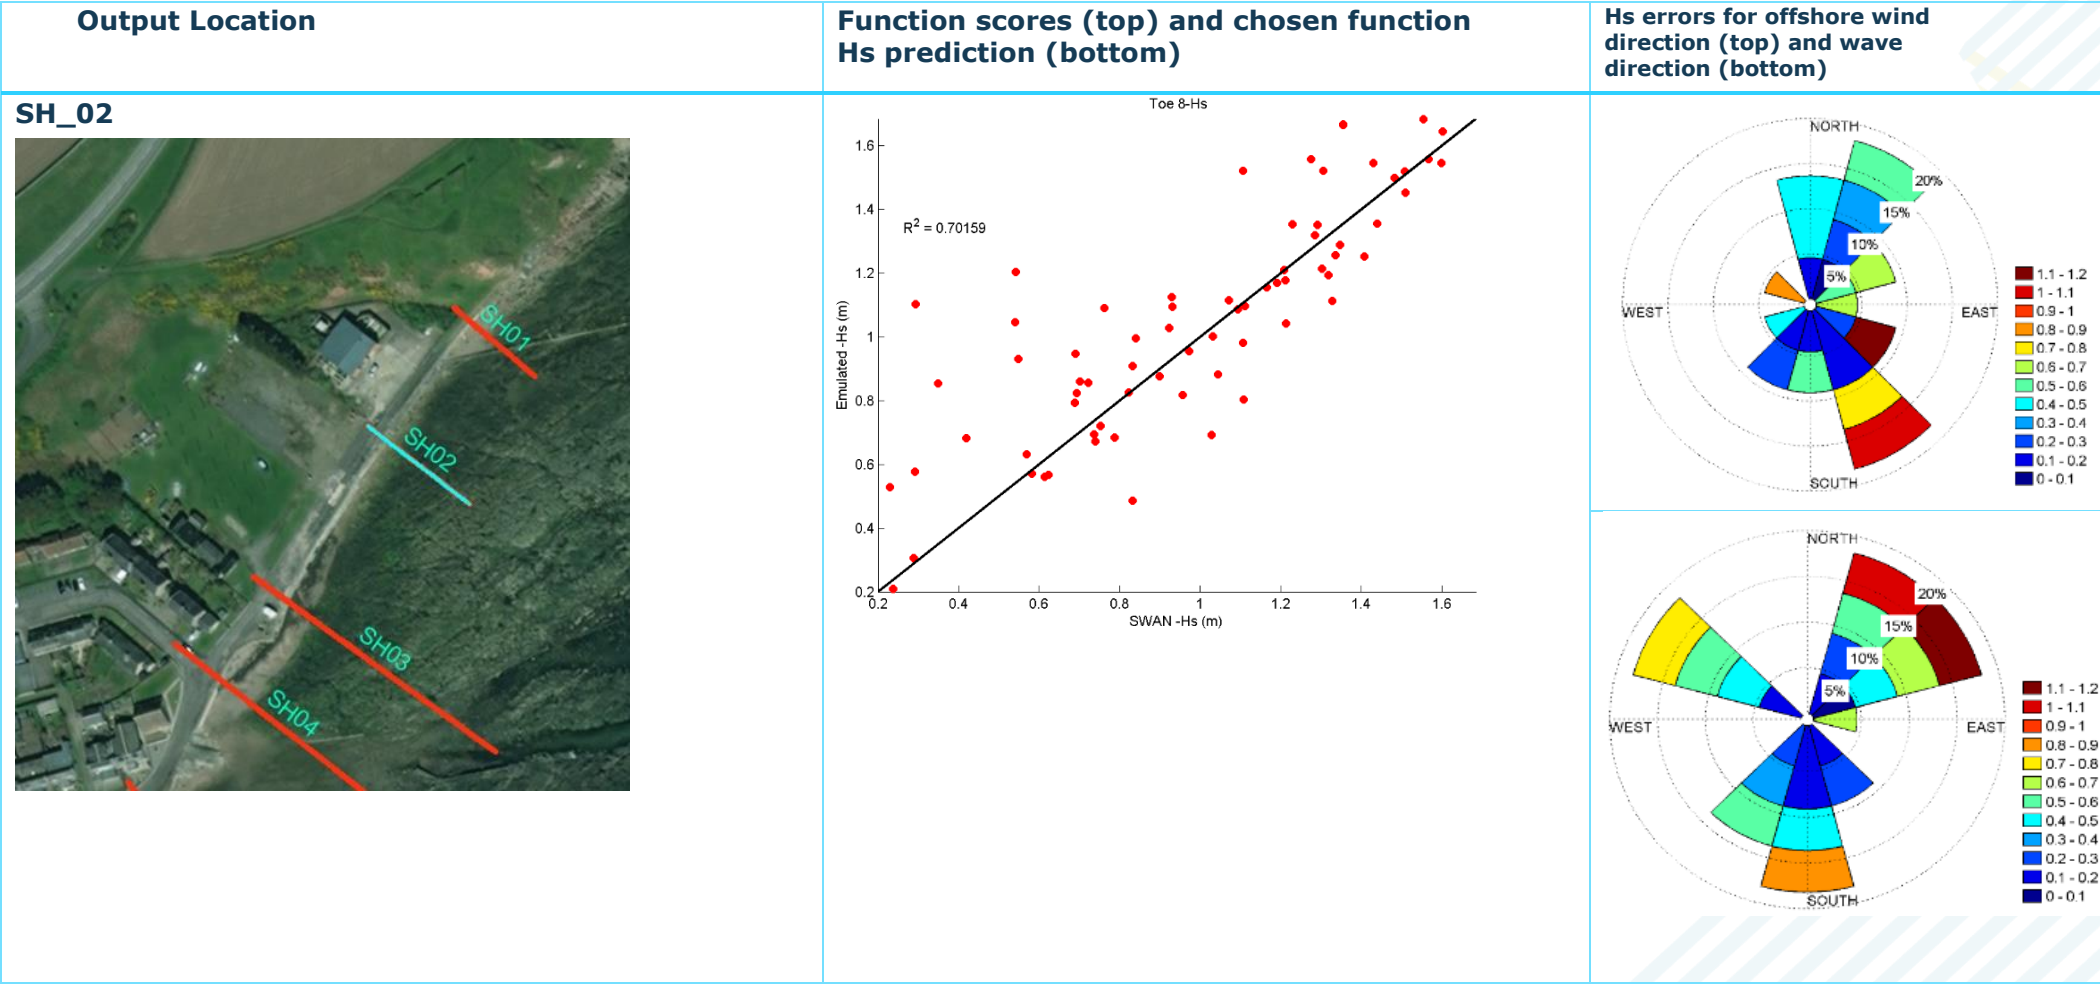 Output Location
Function scores (top) and chosen function
Hs prediction (bottom)
Hs errors for offshore wind
direction (top) and wave
direction (bottom)
SH_02
SH01
SH02
SH03
SH04
Toe 8-Hs
R² = 0.70159
Emulated -Hs (m)
1.6
1.4
1.2
1
0.8
0.6
0.4
0.2
0.2 0.4 0.6 0.8 1 1.2 1.4 1.6
SWAN -Hs (m)
NORTH
20%
15%
10%
5%
WEST
EAST
SOUTH
1.1 - 1.2
1 - 1.1
0.9 - 1
0.8 - 0.9
0.7 - 0.8
0.6 - 0.7
0.5 - 0.6
0.4 - 0.5
0.3 - 0.4
0.2 - 0.3
0.1 - 0.2
0 - 0.1
NORTH
20%
15%
10%
5%
WEST
EAST
SOUTH
1.1 - 1.2
1 - 1.1
0.9 - 1
0.8 - 0.9
0.7 - 0.8
0.6 - 0.7
0.5 - 0.6
0.4 - 0.5
0.3 - 0.4
0.2 - 0.3
0.1 - 0.2
0 - 0.1